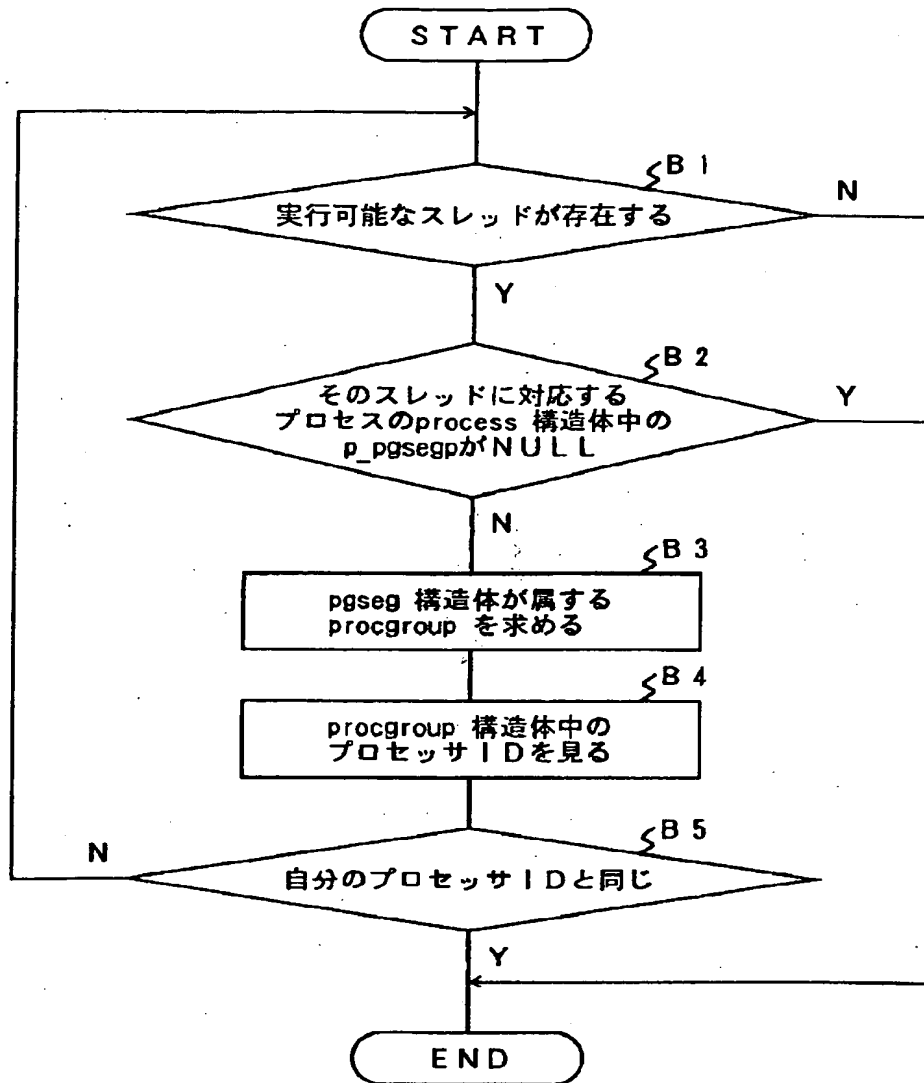 START
B1
実行可能なスレッドが存在する
N
Y
B2
そのスレッドに対応する
プロセスのprocess 構造体中の
p_pgsegpがNULL
Y
N
B3
pgseg 構造体が属する
procgroup を求める
B4
procgroup 構造体中の
プロセッサIDを見る
B5
N
自分のプロセッサIDと同じ
Y
END